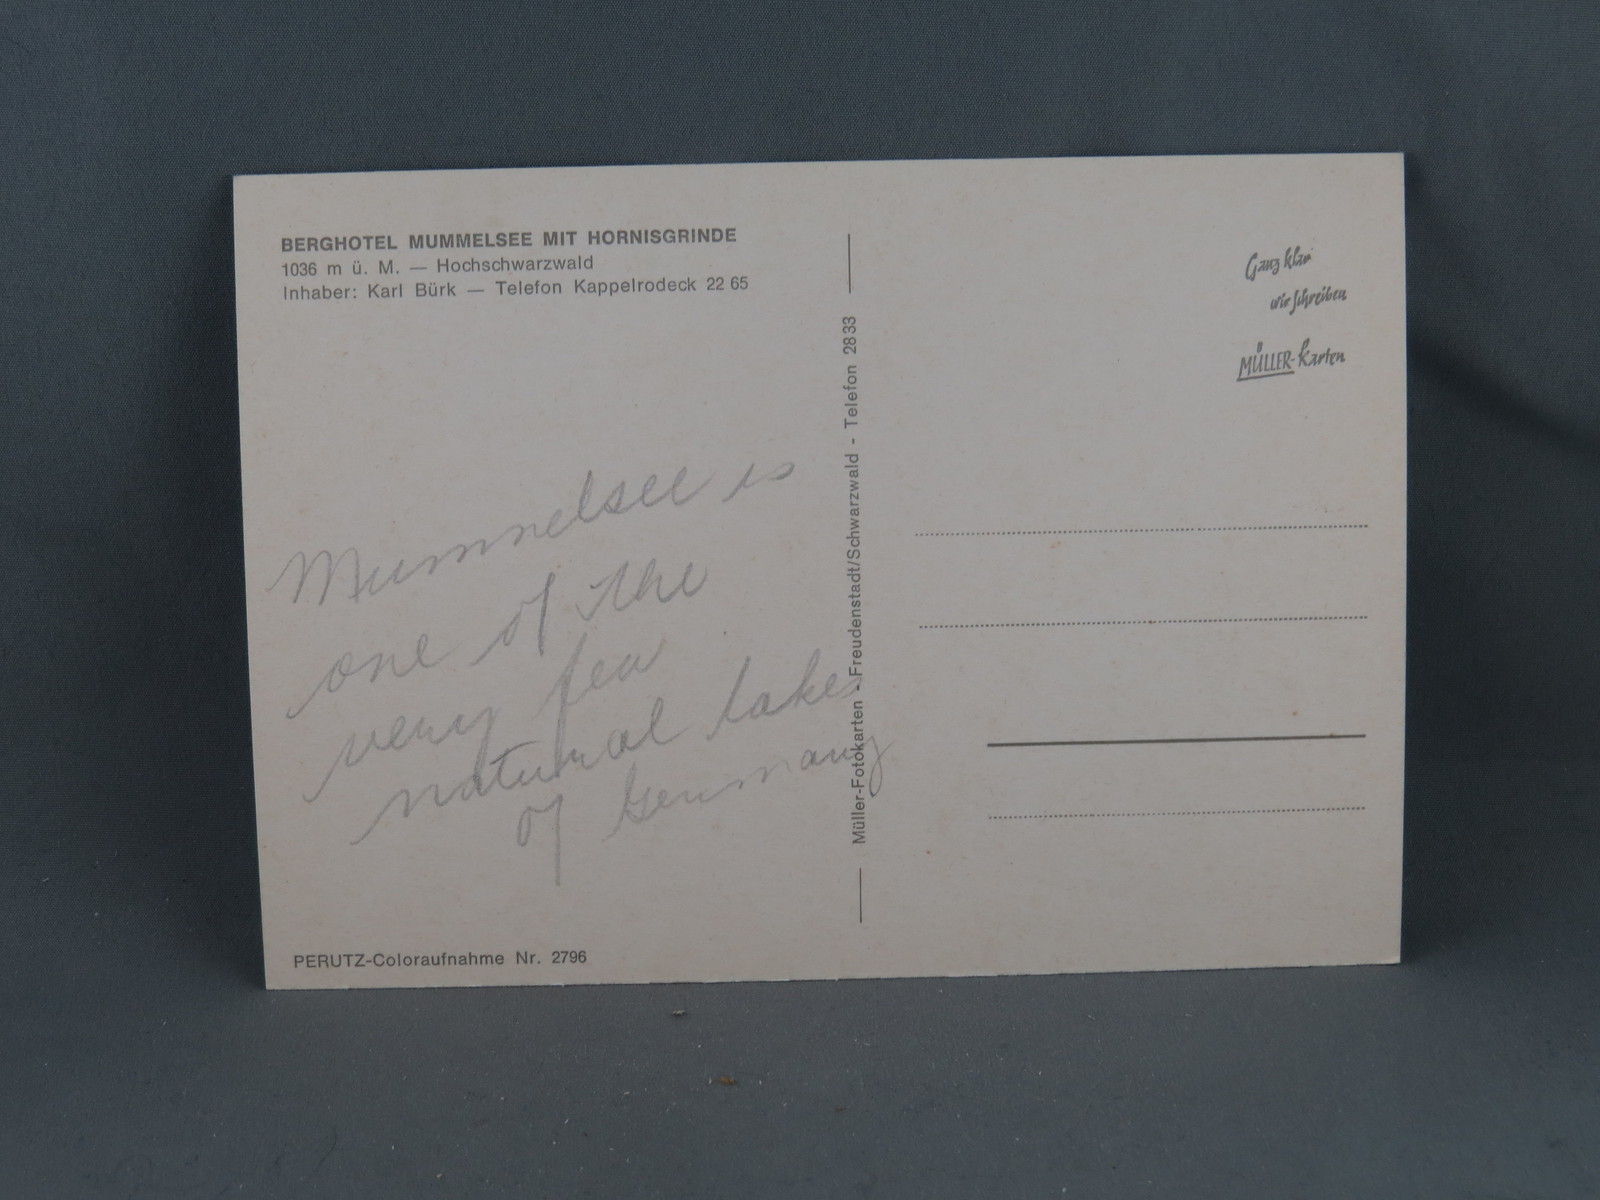 BERGHOTEL MUMMELSEE MIT HORNISGRINDE
1036 m ü. M. — Hochschwarzwald
Inhaber: Karl Bürk — Telefon Kappelrodeck 22 65
Mummelsee is
one of the
very few
natural lakes
of Germany
PERUTZ-Coloraufnahme Nr. 2796
Müller-Fotokarten - Freudenstadt/Schwarzwald - Telefon 2833
Ganz klar
wir schreiben
MÜLLER-Karten